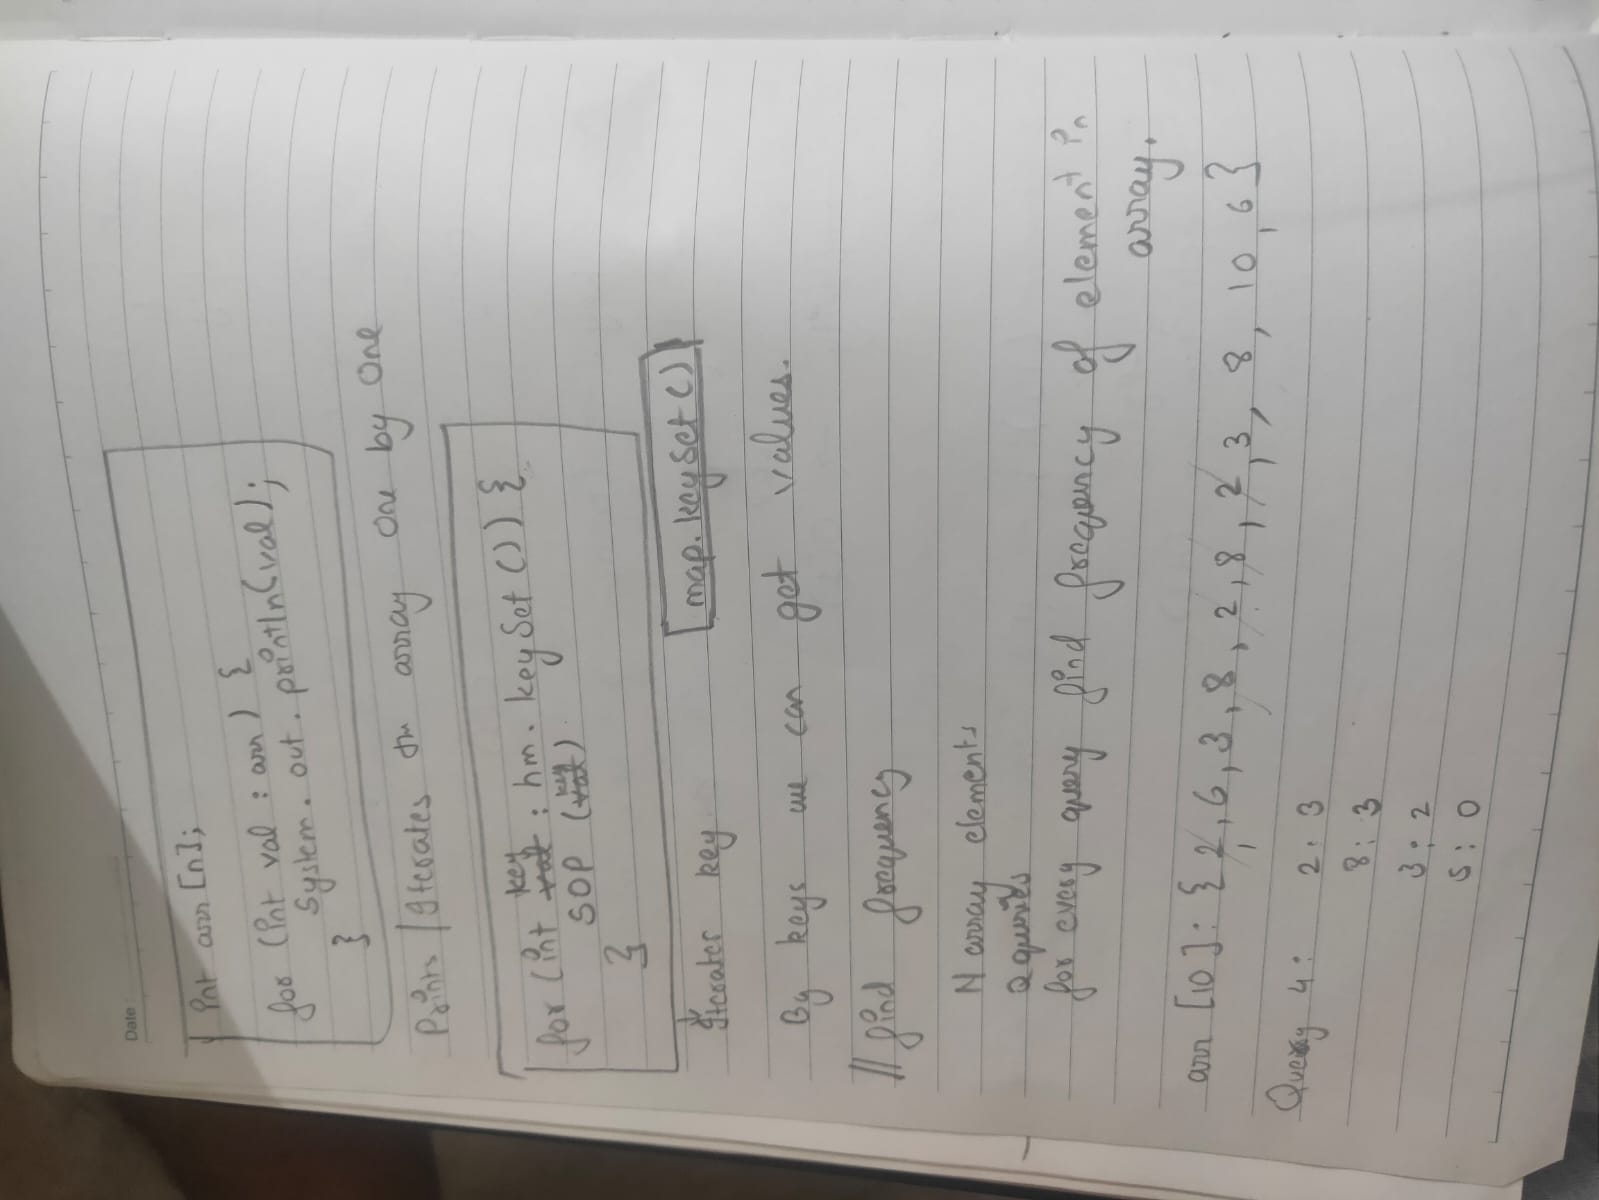 Date:
int arr[n];
for (int val : arr) {
System.out.println(val);
}
Prints / Iterates the array one by one
for (int key : hm.keySet()) {
SOP (key)
}
Iterates key map.keySet()
By keys we can get values.
// find frequency
N array elements
Q queries
for every query find frequency of element in
array.
arr [10] : { 2, 6, 3, 8, 2, 8, 2, 3, 8, 10, 6 }
Query 4: 2: 3
8: 3
3: 2
5: 0